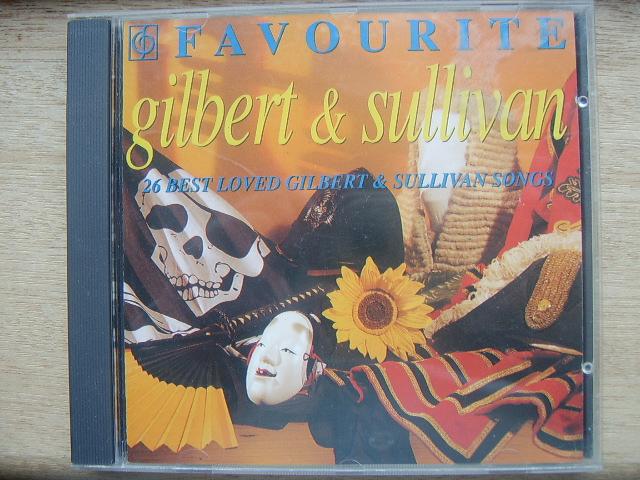 FAVOURITE
gilbert & sullivan
26 BEST LOVED GILBERT & SULLIVAN SONGS